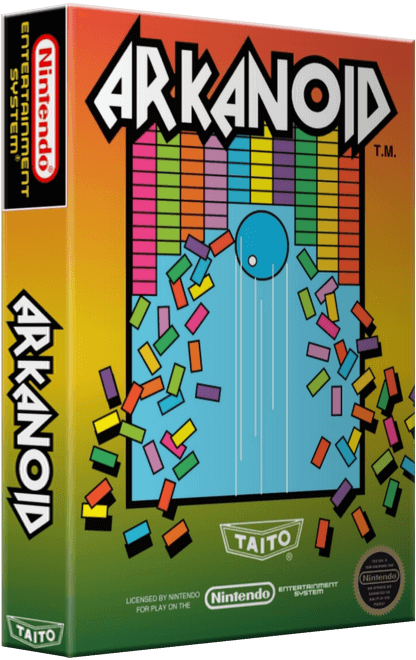 Nintendo®
ENTERTAINMENT
SYSTEM®
ARKANOID
TAITO
ARKANOID
T.M.
TAITO®
LICENSED BY NINTENDO
FOR PLAY ON THE
Nintendo®
ENTERTAINMENT
SYSTEM
Nintendo